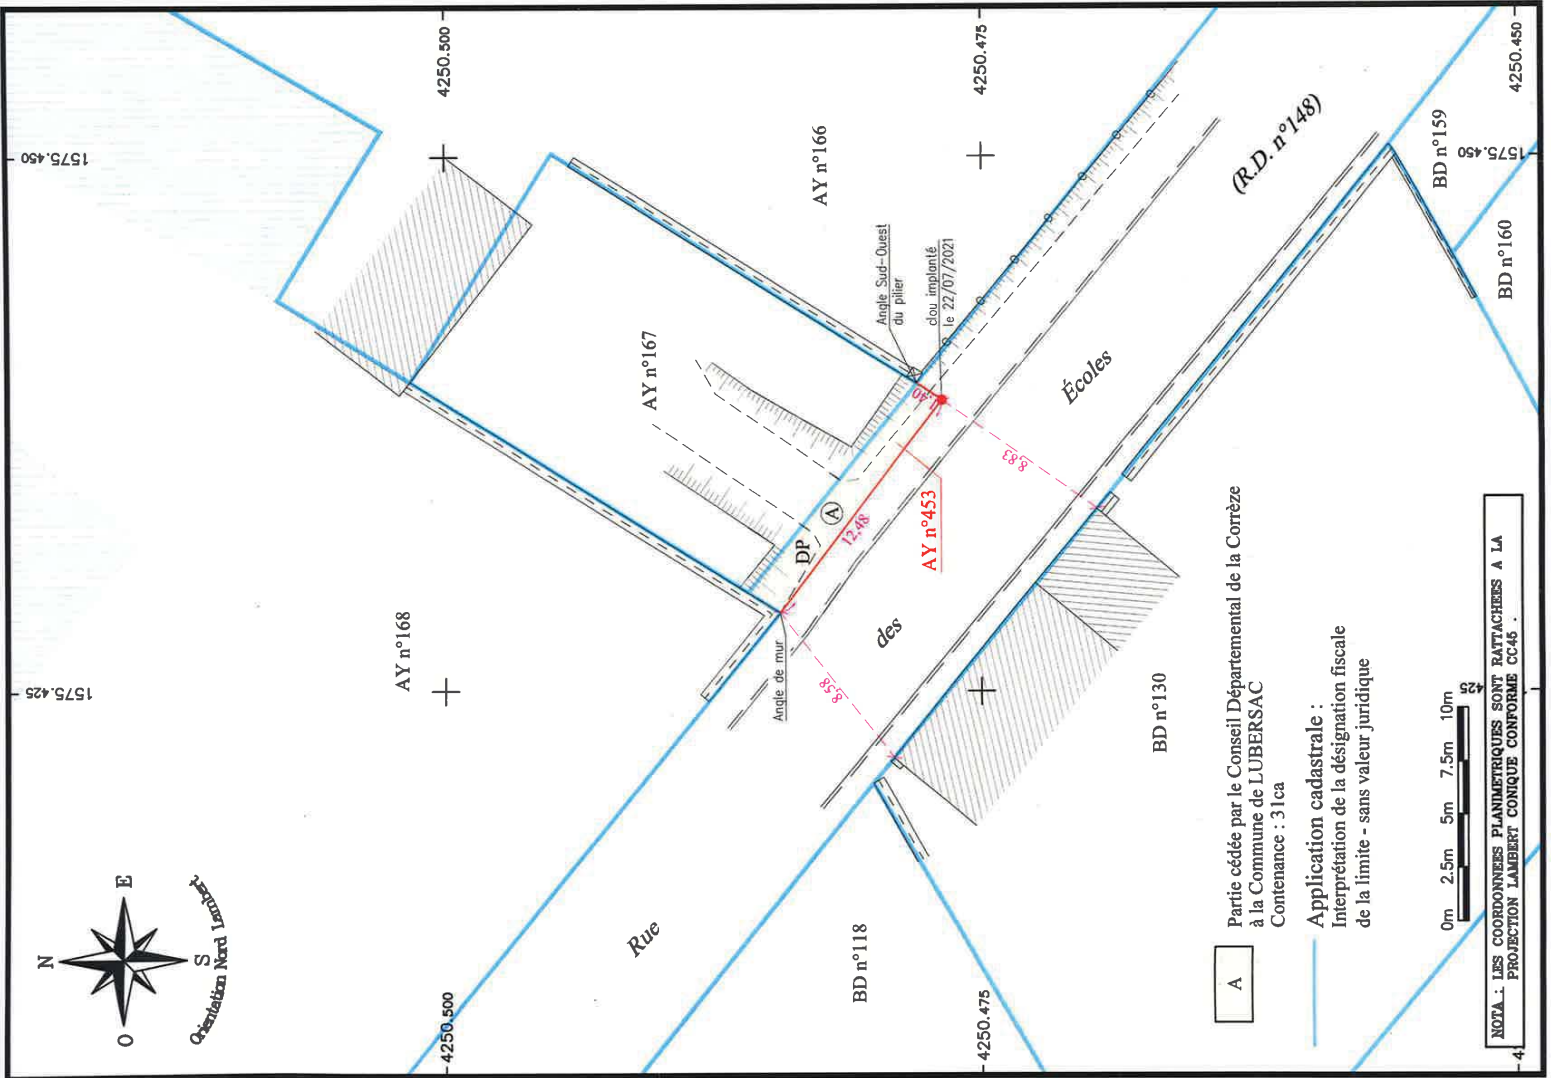 N
E
S
O
Orientation Nord Lambert
4250.500
4250.475
4250.450
1575.450
1575.425
4250.500
4250.475
1575.450
425
AY n°166
AY n°167
AY n°168
Angle Sud-Ouest
du pilier
clou implanté
le 22/07/2021
Angle de mur
DP
A
1,40
12,48
8,83
8,58
AY n°453
Rue
des
Écoles
(R.D. n°148)
BD n°159
BD n°160
BD n°130
BD n°118
A
Partie cédée par le Conseil Départemental de la Corrèze
à la Commune de LUBERSAC
Contenance : 31ca
Application cadastrale :
Interprétation de la désignation fiscale
de la limite - sans valeur juridique
0m 2.5m 5m 7.5m 10m
NOTA : LES COORDONNEES PLANIMETRIQUES SONT RATTACHEES A LA
PROJECTION LAMBERT CONIQUE CONFORME CC45 .